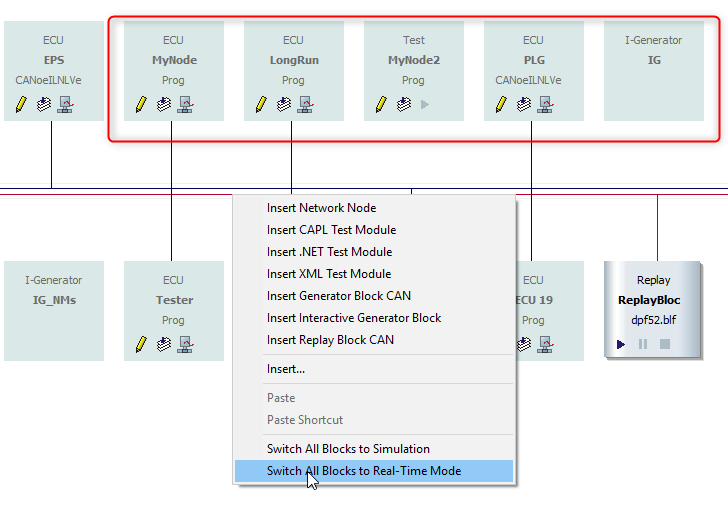 ECU
EPS
CANoeILNLVe
ECU
MyNode
Prog
ECU
LongRun
Prog
Test
MyNode2
Prog
ECU
PLG
CANoeILNLVe
I-Generator
IG
Insert Network Node
Insert CAPL Test Module
Insert .NET Test Module
Insert XML Test Module
Insert Generator Block CAN
Insert Interactive Generator Block
Insert Replay Block CAN
Insert...
Paste
Paste Shortcut
Switch All Blocks to Simulation
Switch All Blocks to Real-Time Mode
I-Generator
IG_NMs
ECU
Tester
Prog
ECU
ECU 19
Prog
Replay
ReplayBloc
dpf52.blf